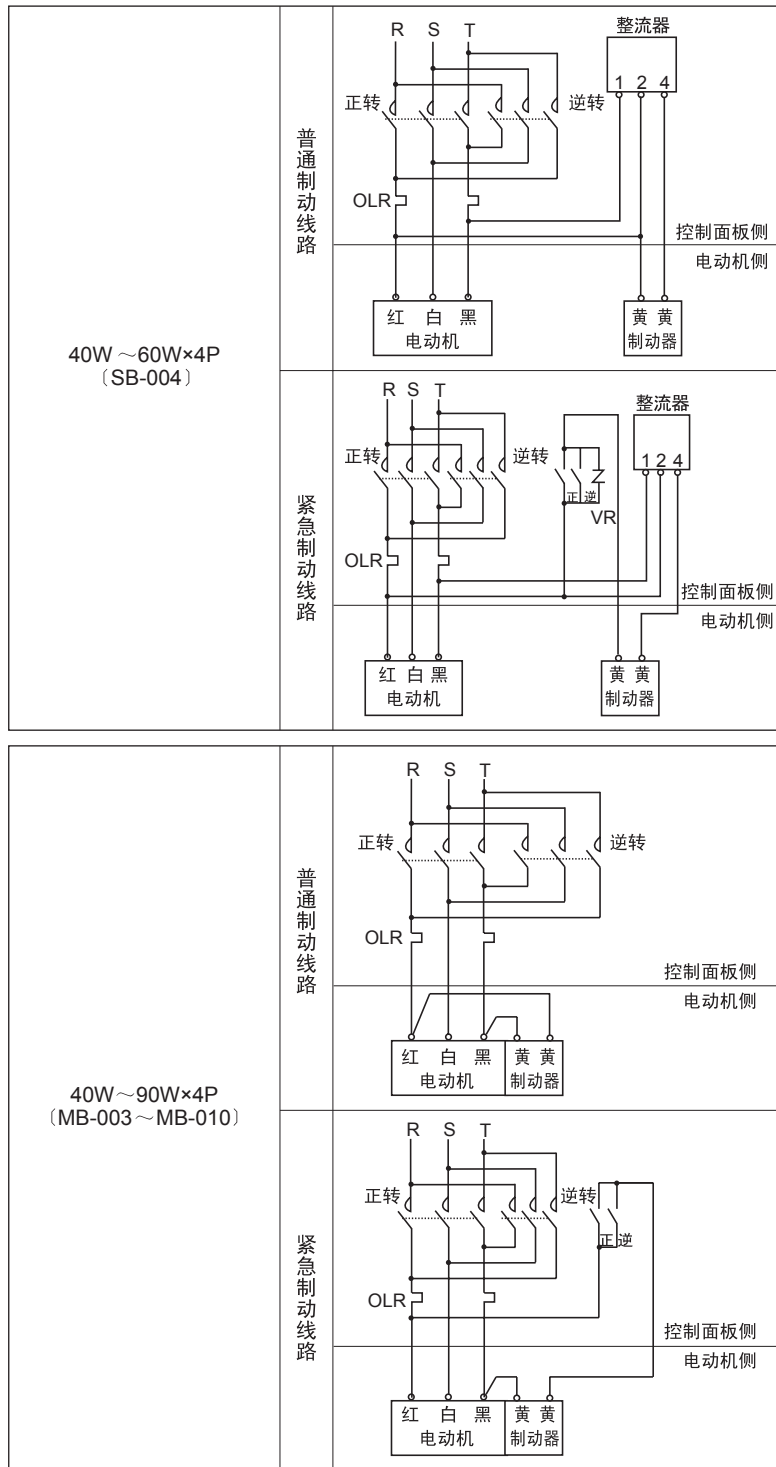 40W～60W×4P
〔SB-004〕
普通制动线路
R S T
整流器
1 2 4
正转
逆转
OLR
控制面板侧
电动机侧
红 白 黑
电动机
黄 黄
制动器
紧急制动线路
R S T
整流器
1 2 4
正转
逆转
正 逆
VR
OLR
控制面板侧
电动机侧
红 白 黑
电动机
黄 黄
制动器
40W～90W×4P
〔MB-003～MB-010〕
普通制动线路
R S T
正转
逆转
OLR
控制面板侧
电动机侧
红 白 黑
电动机
黄 黄
制动器
紧急制动线路
R S T
正转
逆转
正 逆
OLR
控制面板侧
电动机侧
红 白 黑
电动机
黄 黄
制动器